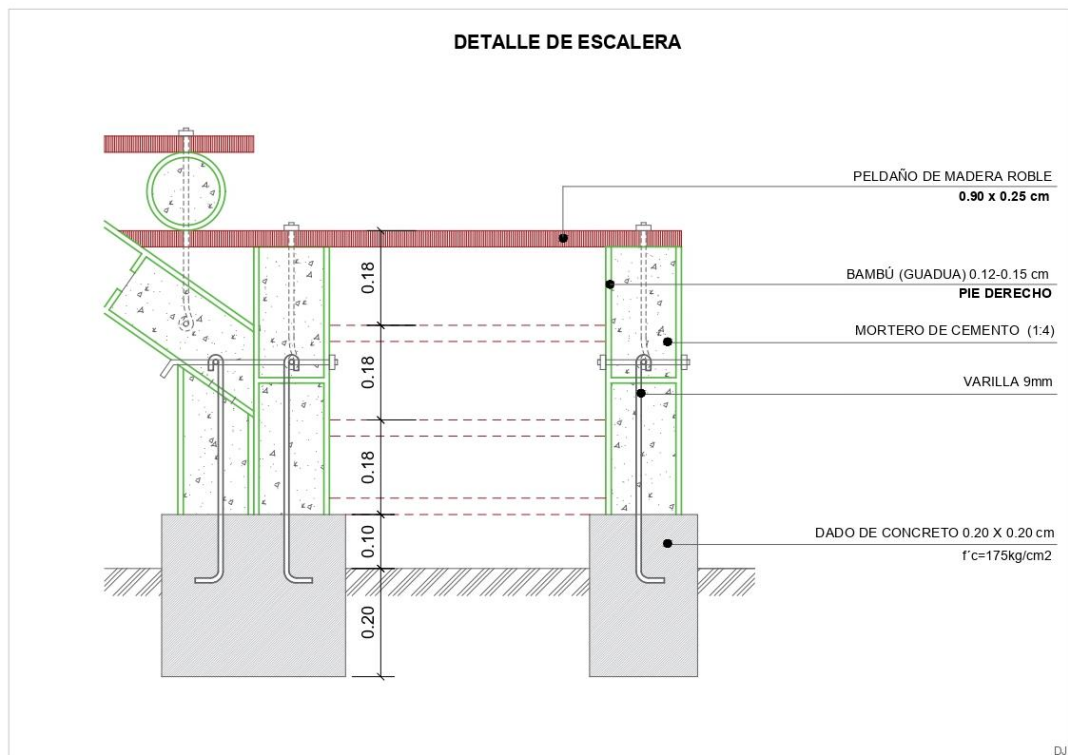 DETALLE DE ESCALERA
PELDAÑO DE MADERA ROBLE
0.90 x 0.25 cm
BAMBÚ (GUADUA) 0.12-0.15 cm
PIE DERECHO
MORTERO DE CEMENTO (1:4)
VARILLA 9mm
DADO DE CONCRETO 0.20 X 0.20 cm
f´c=175kg/cm2
0.18
0.18
0.18
0.10
0.20
DJ